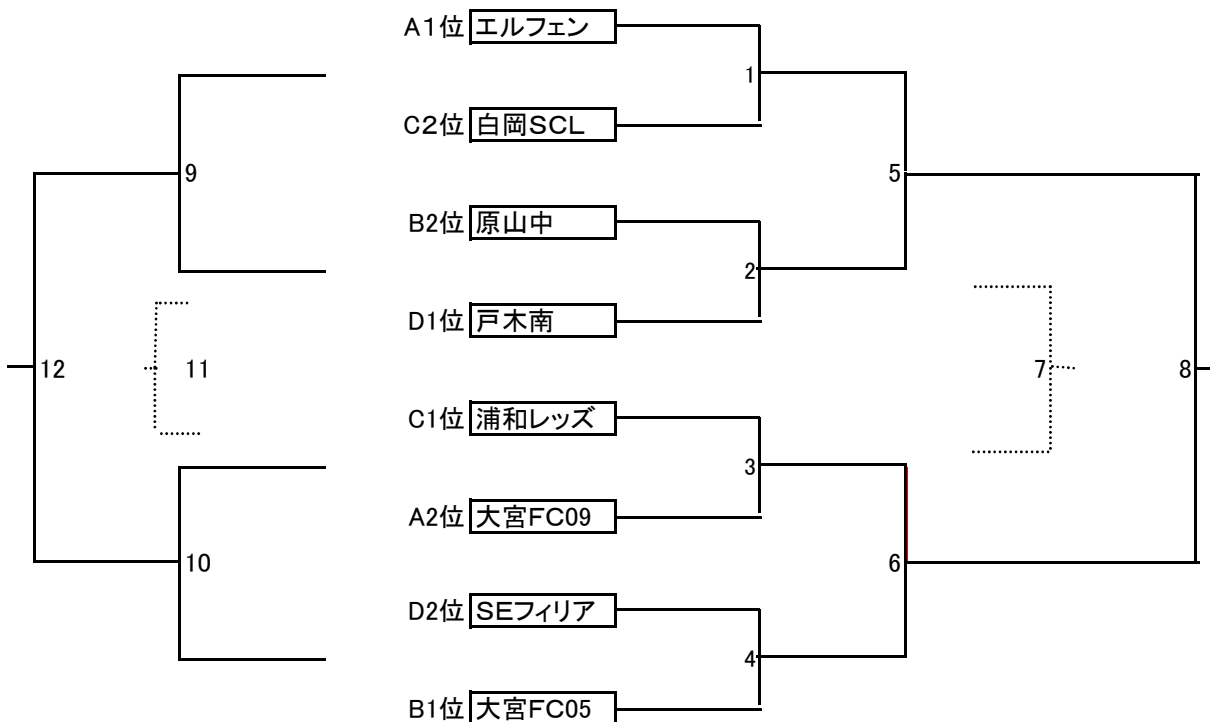 A1位 エルフェン
1
C2位 白岡SCL
9
5
B2位 原山中
2
D1位 戸木南
12
11
7
8
C1位 浦和レッズ
3
A2位 大宮FC09
10
6
D2位 SEフィリア
4
B1位 大宮FC05